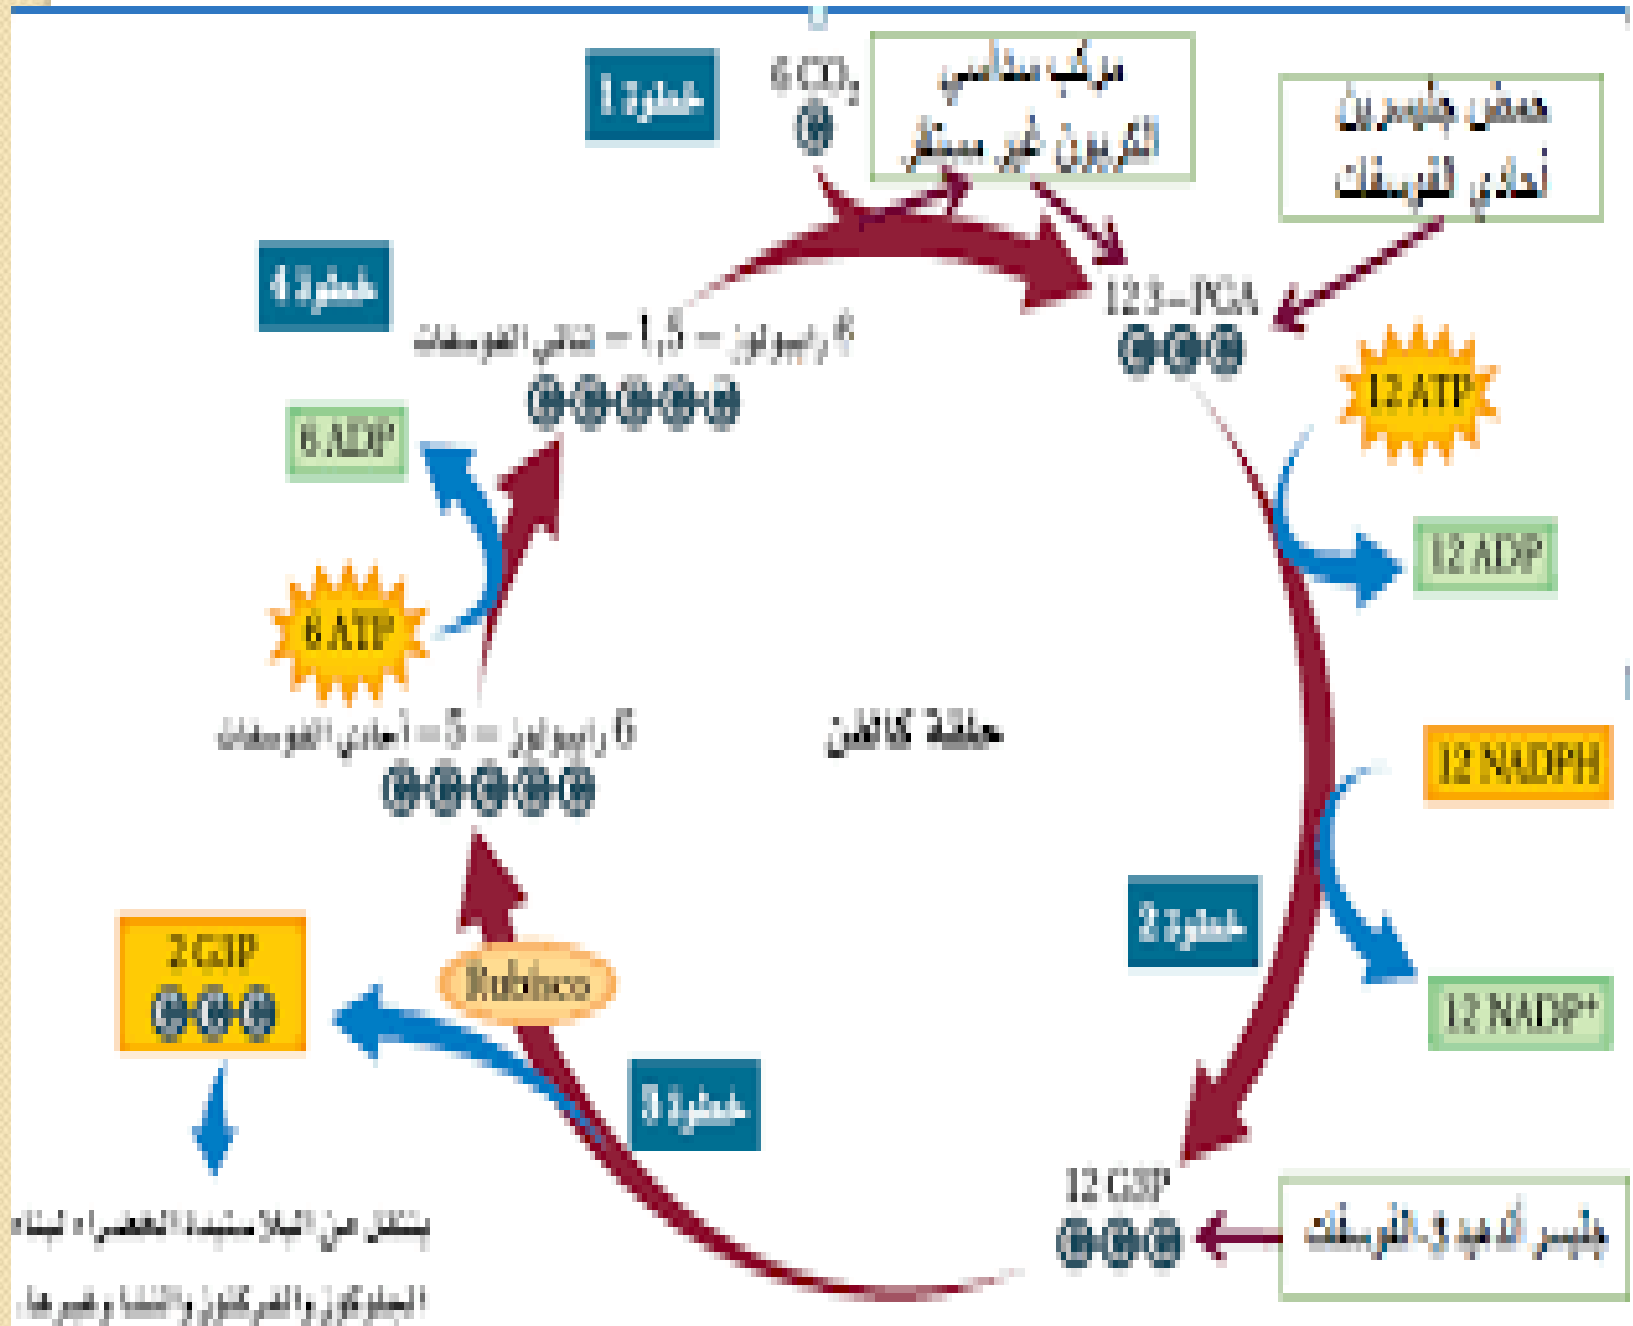 خطوة 1
6 CO₂
مركب سداسي
الكربون غير مستقر
حمض جليسرين
أحادي الفوسفات
خطوة 4
6 رايبولوز – 1,5 – ثنائي الفوسفات
C C C C C
12 3–PGA
C C C
12 ATP
6 ADP
12 ADP
6 ATP
6 رايبولوز – 5 – أحادي الفوسفات
C C C C C
حلقة كالفن
12 NADPH
خطوة 2
2 G3P
C C C
Rubisco
12 NADP⁺
خطوة 3
12 G3P
C C C
جليسر ألدهيد 3-الفوسفات
ينتقل من البلاستيدة الخضراء لبناء
الجلوكوز والفركتوز والنشا وغيرها.